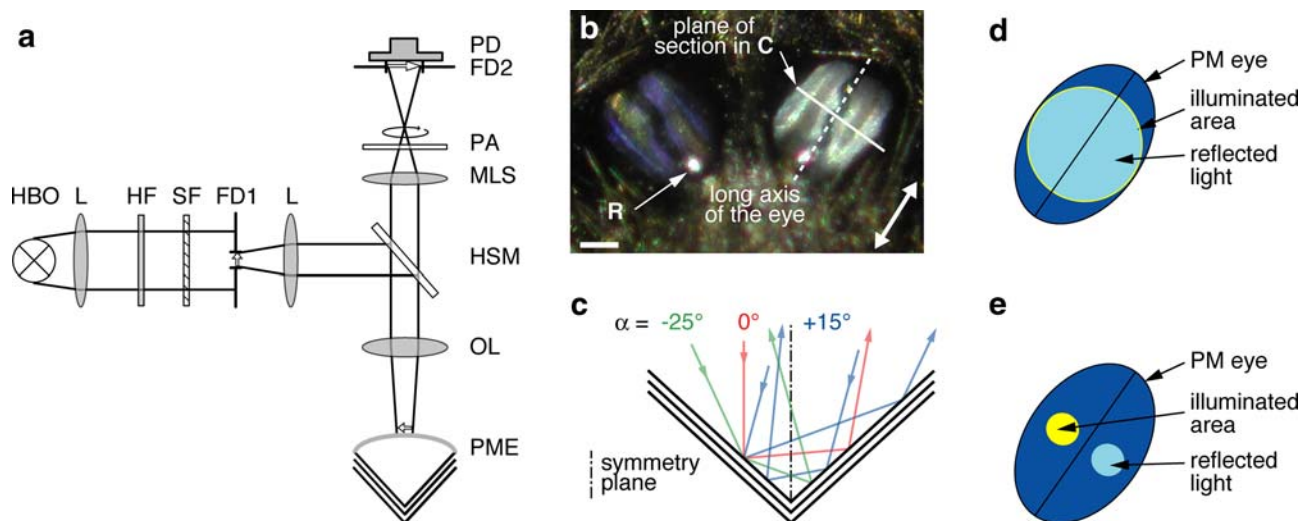 a
PD
FD2
PA
MLS
HBO L HF SF FD1 L
HSM
OL
PME
b
plane of
section in C
R
long axis
of the eye
c
α = -25° 0° +15°
symmetry
plane
d
PM eye
illuminated
area
reflected
light
e
PM eye
illuminated
area
reflected
light